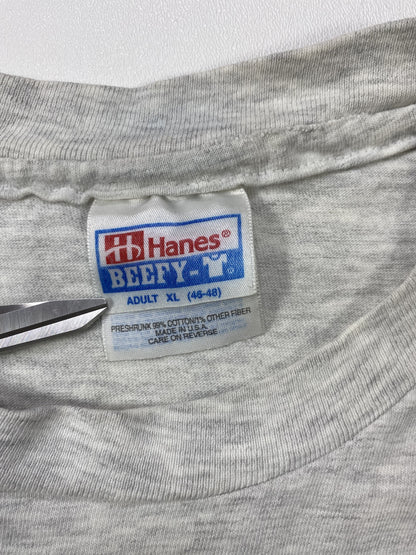 Hanes®
BEEFY-T
ADULT XL (46-48)
PRESHRUNK 99% COTTON/1% OTHER FIBER
MADE IN U.S.A.
CARE ON REVERSE